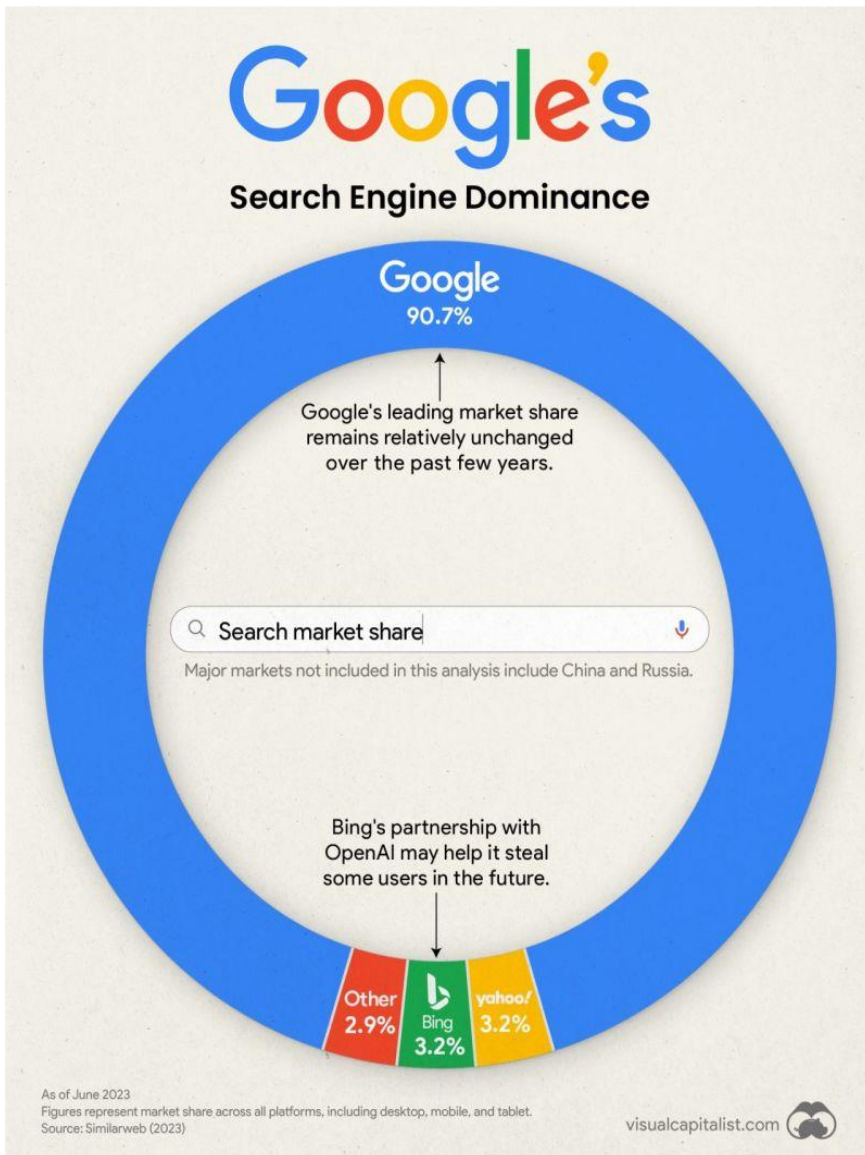 Google's
Search Engine Dominance
Google
90.7%
Google's leading market share
remains relatively unchanged
over the past few years.
Search market share
Major markets not included in this analysis include China and Russia.
Bing's partnership with
OpenAI may help it steal
some users in the future.
Other
2.9%
Bing
3.2%
yahoo!
3.2%
As of June 2023
Figures represent market share across all platforms, including desktop, mobile, and tablet.
Source: Similarweb (2023)
visualcapitalist.com